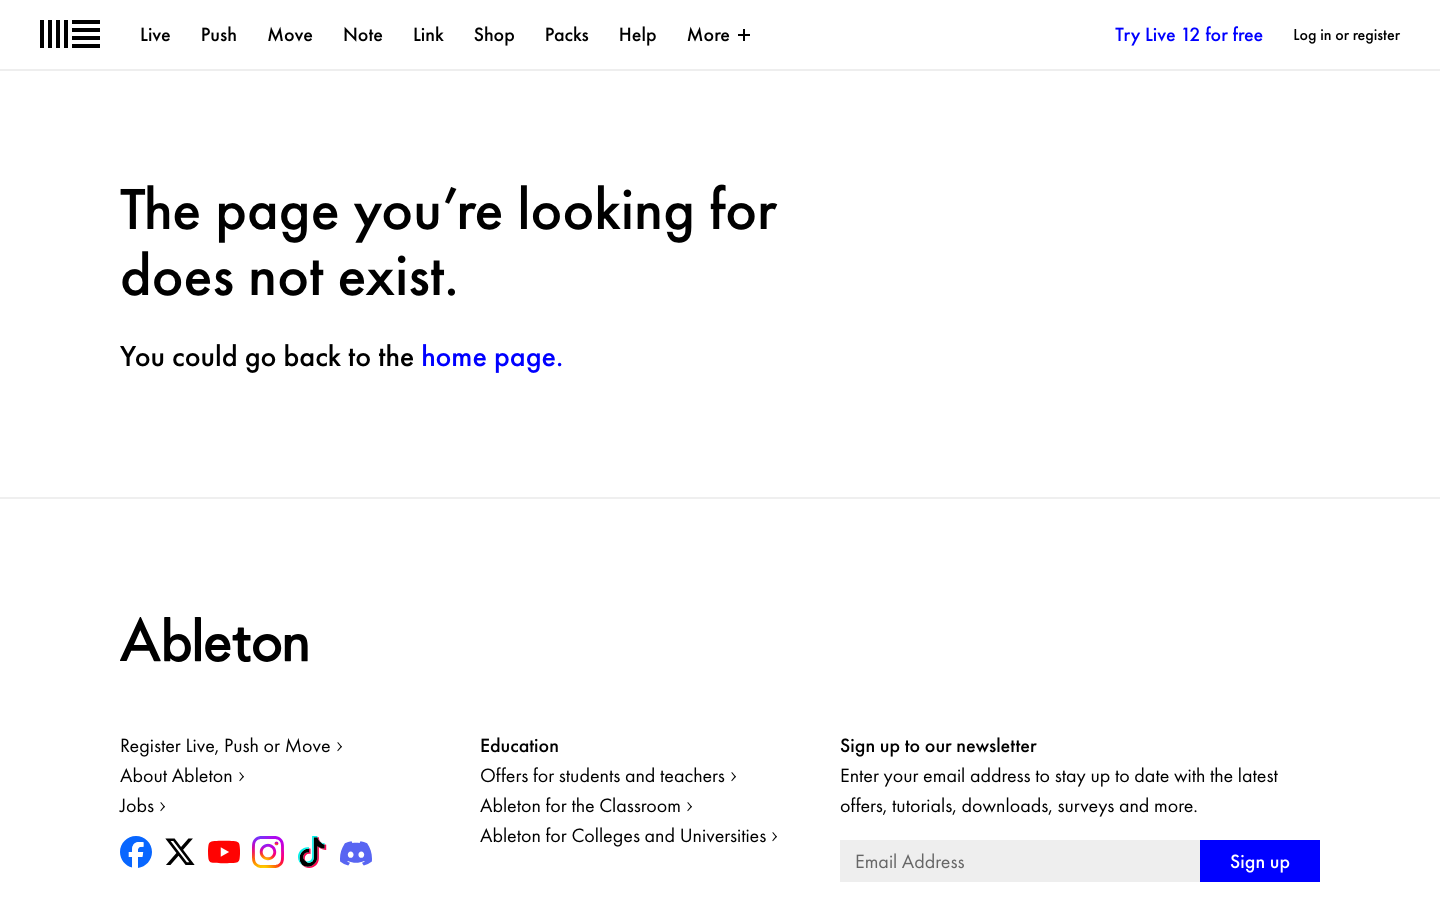 Live Push Move Note Link Shop Packs Help More +
Try Live 12 for free Log in or register
The page you’re looking for
does not exist.
You could go back to the home page.
Ableton
Register Live, Push or Move ›
About Ableton ›
Jobs ›
Education
Offers for students and teachers ›
Ableton for the Classroom ›
Ableton for Colleges and Universities ›
Sign up to our newsletter
Enter your email address to stay up to date with the latest
offers, tutorials, downloads, surveys and more.
Email Address
Sign up